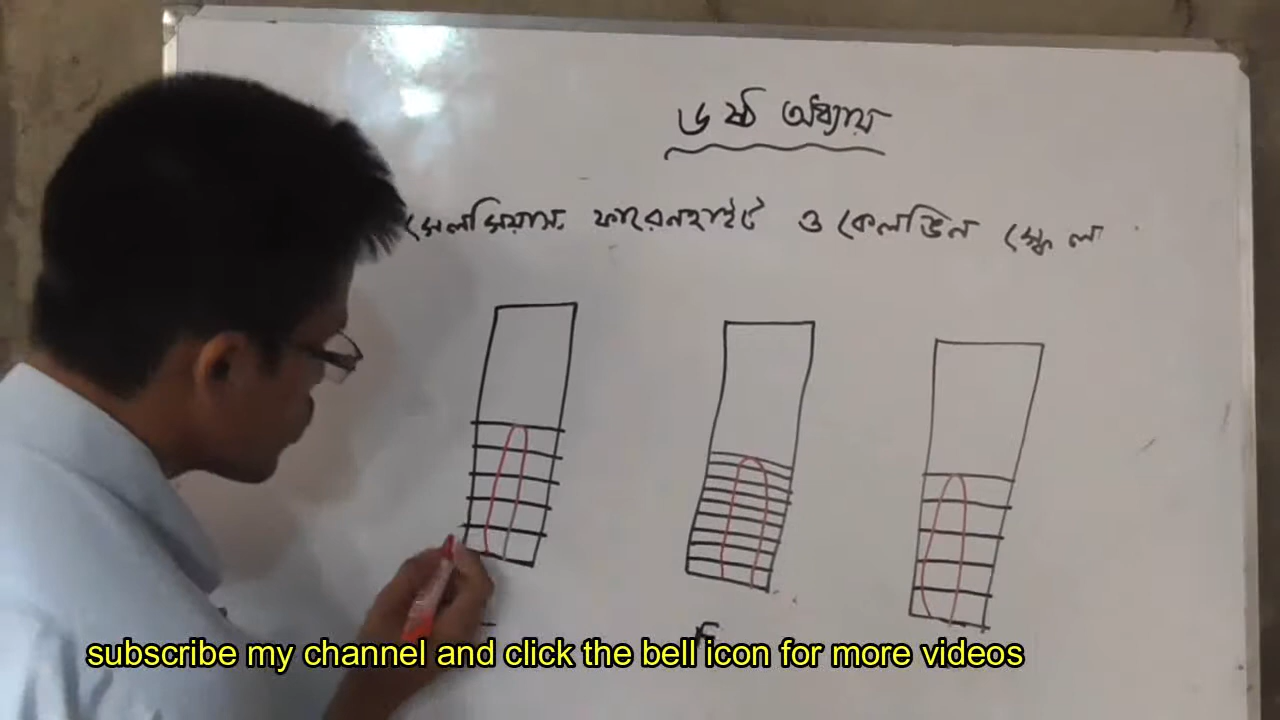 ৬ষ্ঠ অধ্যায়
সেলসিয়াস, ফারেনহাইট ও কেলভিন স্কেল
F
subscribe my channel and click the bell icon for more videos